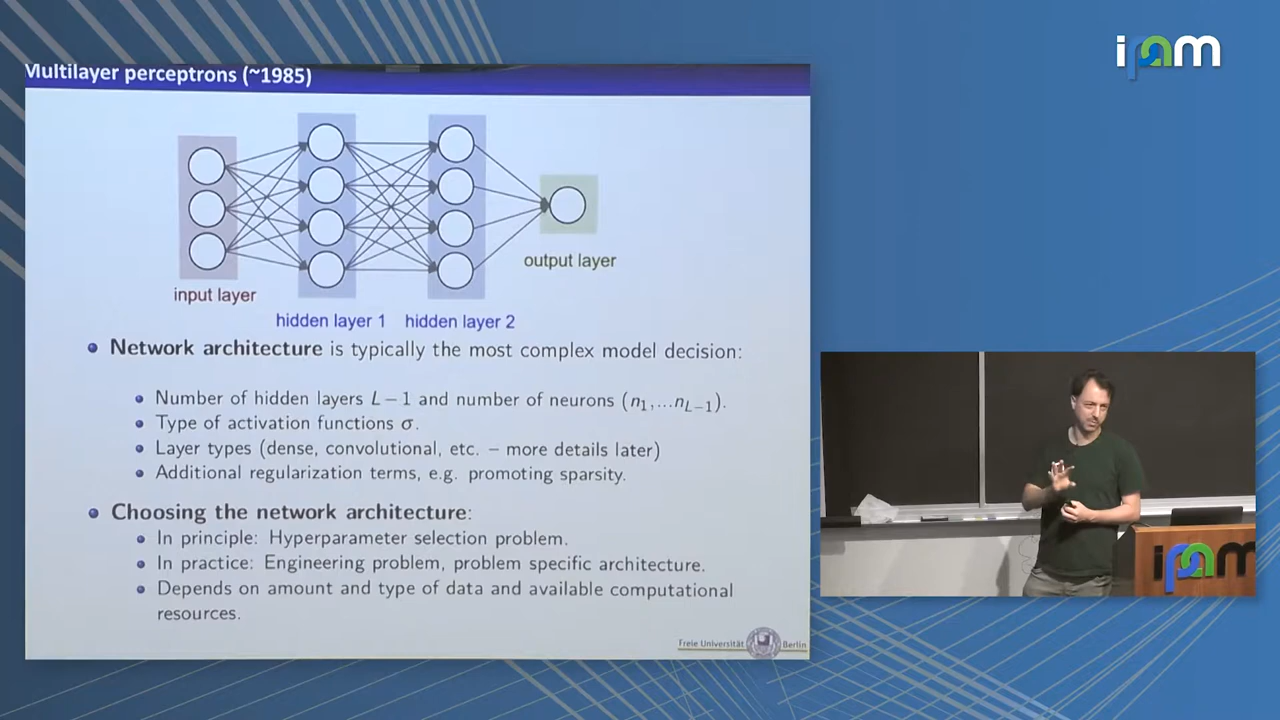 ipam
Multilayer perceptrons (~1985)
input layer
hidden layer 1
hidden layer 2
output layer
Network architecture is typically the most complex model decision:
Number of hidden layers L − 1 and number of neurons (n₁,...nL−1).
Type of activation functions σ.
Layer types (dense, convolutional, etc. – more details later)
Additional regularization terms, e.g. promoting sparsity.
Choosing the network architecture:
In principle: Hyperparameter selection problem.
In practice: Engineering problem, problem specific architecture.
Depends on amount and type of data and available computational
resources.
Freie Universität Berlin
ipam